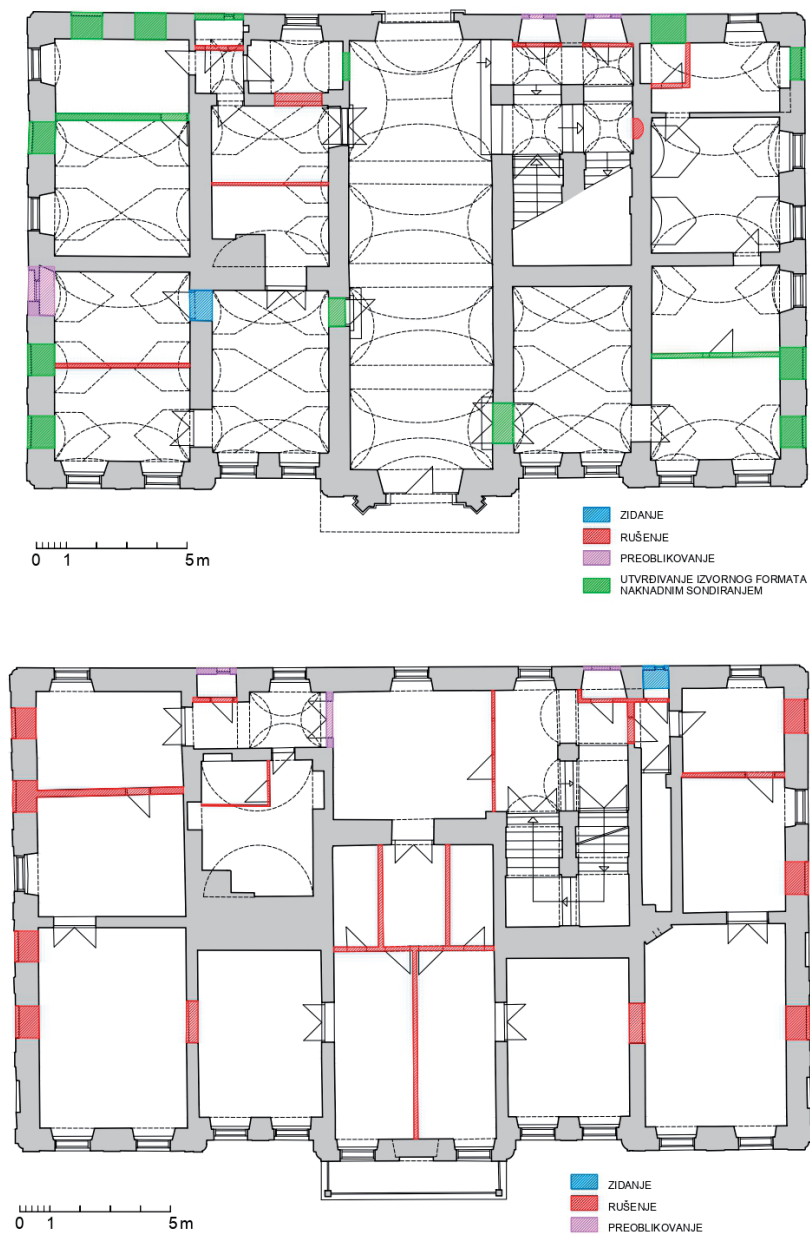 ZIDANJE
RUŠENJE
PREOBLIKOVANJE
UTVRĐIVANJE IZVORNOG FORMATA
NAKNADNIM SONDIRANJEM
0 1 5 m
ZIDANJE
RUŠENJE
PREOBLIKOVANJE
0 1 5 m